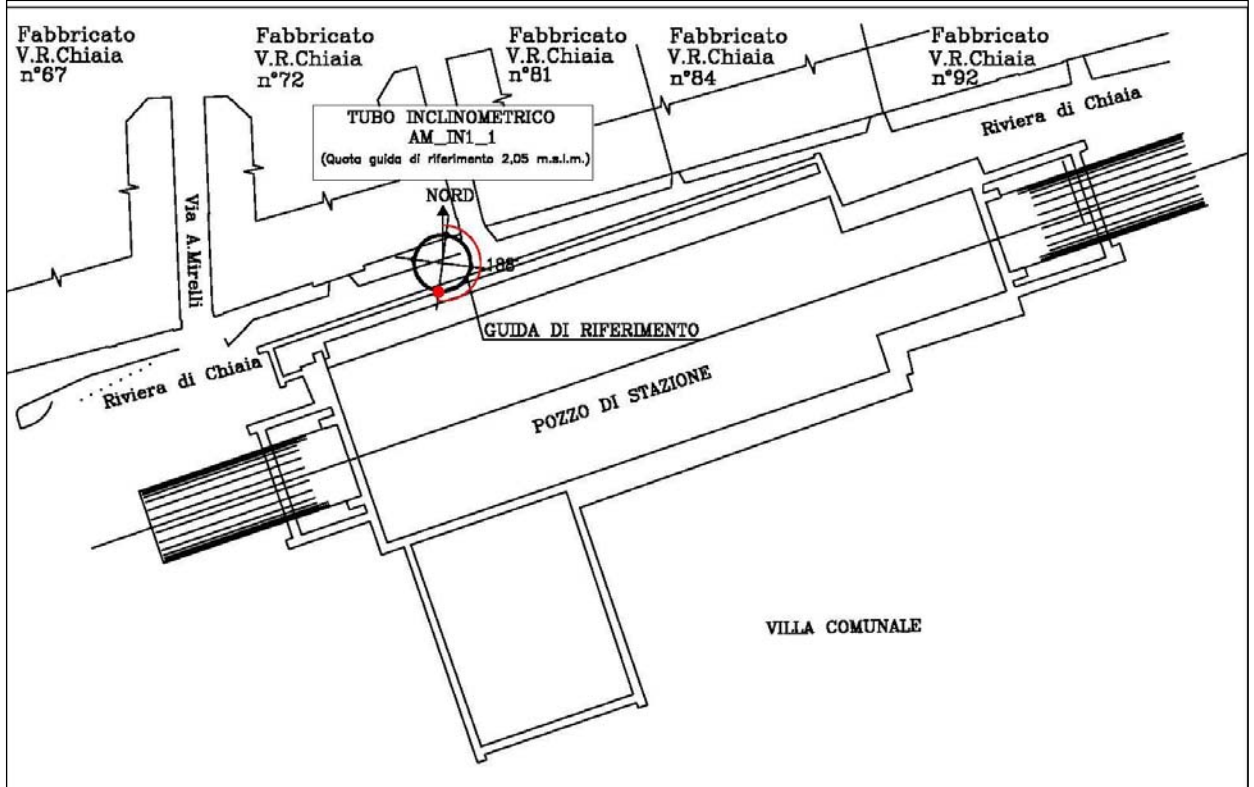 Fabbricato
V.R.Chiaia
n°67
Fabbricato
V.R.Chiaia
n°72
Fabbricato
V.R.Chiaia
n°81
Fabbricato
V.R.Chiaia
n°84
Fabbricato
V.R.Chiaia
n°92
TUBO INCLINOMETRICO
AM_IN1_1
(Quota guida di riferimento 2,05 m.s.l.m.)
Riviera di Chiaia
NORD
Via A.Mirelli
188°
GUIDA DI RIFERIMENTO
Riviera di Chiaia
POZZO DI STAZIONE
VILLA COMUNALE